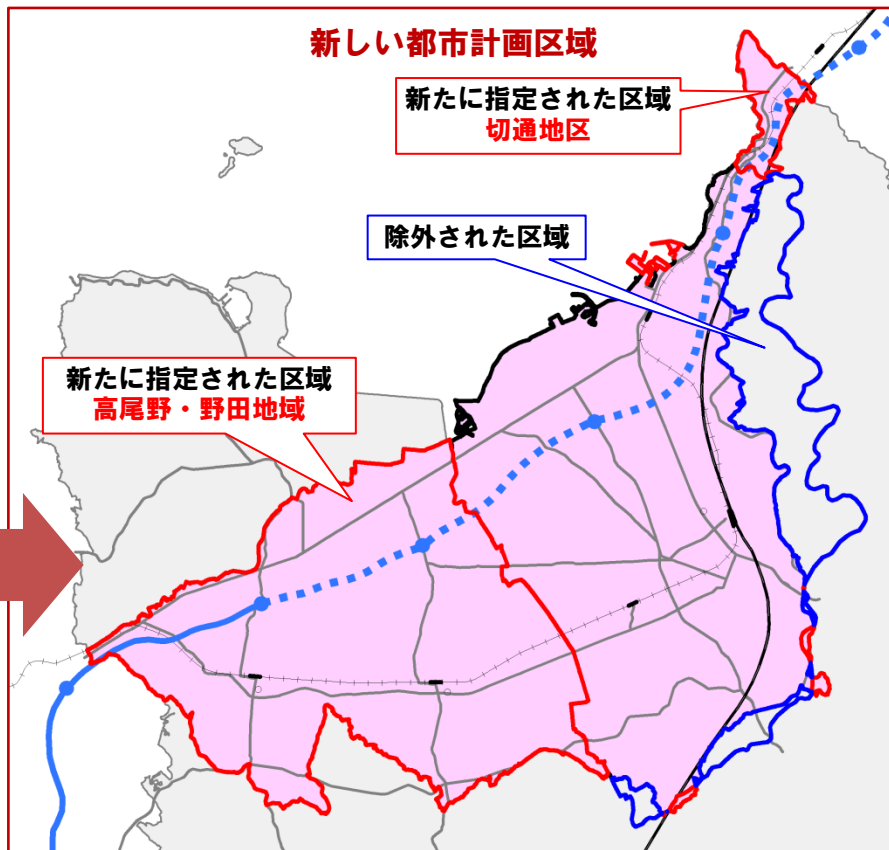 新しい都市計画区域
新たに指定された区域
切通地区
除外された区域
新たに指定された区域
高尾野・野田地域